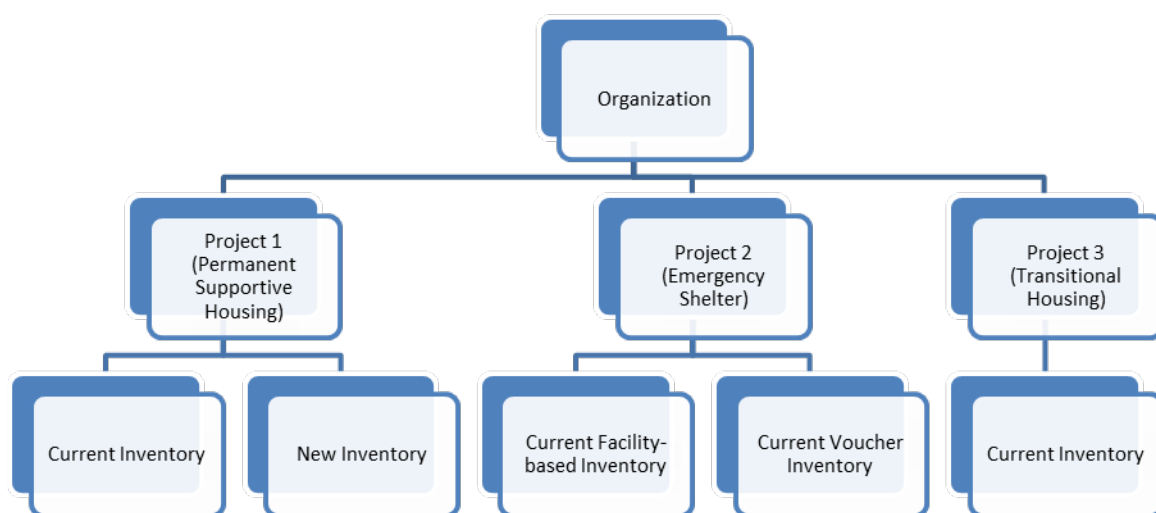 Organization
Project 1
(Permanent
Supportive
Housing)
Project 2
(Emergency
Shelter)
Project 3
(Transitional
Housing)
Current Inventory
New Inventory
Current Facility-
based Inventory
Current Voucher
Inventory
Current Inventory